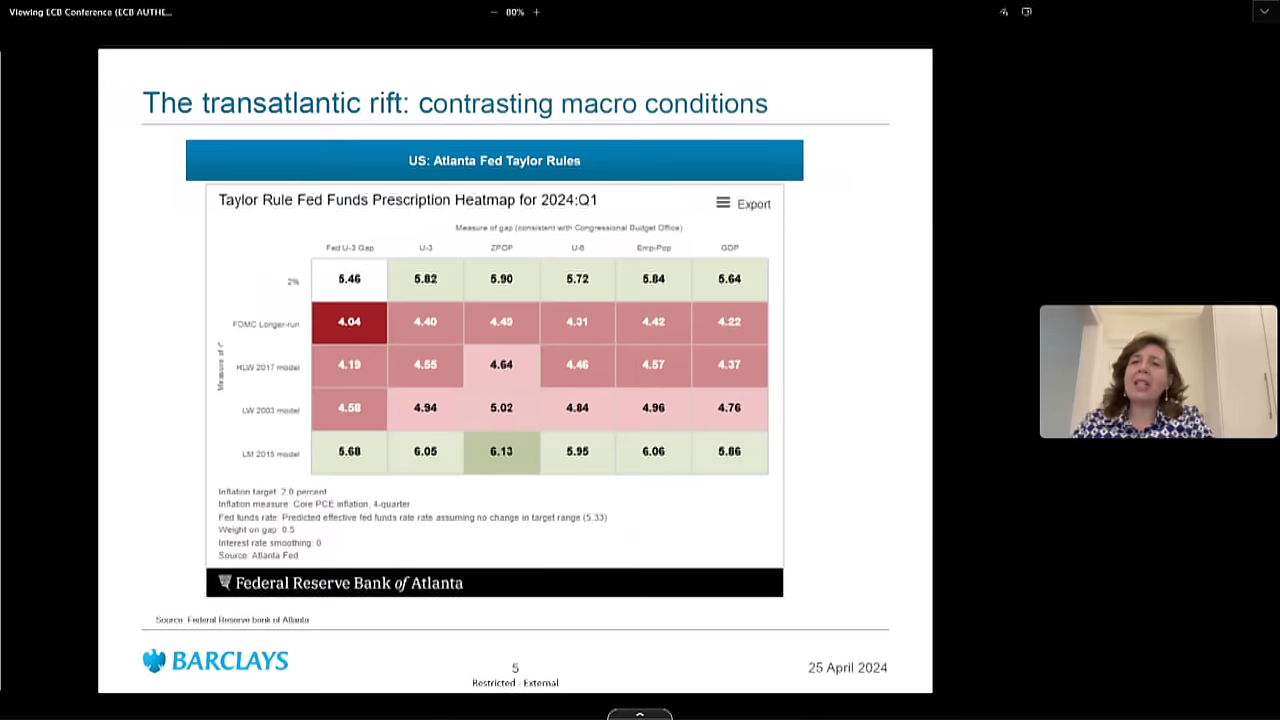 Viewing ECB Conference (ECB AUTHE...
− 80% +
The transatlantic rift: contrasting macro conditions
US: Atlanta Fed Taylor Rules
Taylor Rule Fed Funds Prescription Heatmap for 2024:Q1
Export
Measure of gap (consistent with Congressional Budget Office)
Fed U-3 Gap U-3 ZPOP U-6 Emp-Pop GDP
2% 5.46 5.82 5.90 5.72 5.84 5.64
FOMC Longer-run 4.04 4.40 4.49 4.31 4.42 4.22
Measure of r*
HLW 2017 model 4.19 4.55 4.64 4.46 4.57 4.37
LW 2003 model 4.58 4.94 5.02 4.84 4.96 4.76
LM 2015 model 5.68 6.05 6.13 5.95 6.06 5.86
Inflation target: 2.0 percent
Inflation measure: Core PCE inflation, 4-quarter
Fed funds rate: Predicted effective fed funds rate rate assuming no change in target range (5.33)
Weight on gap: 0.5
Interest rate smoothing: 0
Source: Atlanta Fed
Federal Reserve Bank of Atlanta
Source: Federal Reserve bank of Atlanta
BARCLAYS
5
Restricted - External
25 April 2024